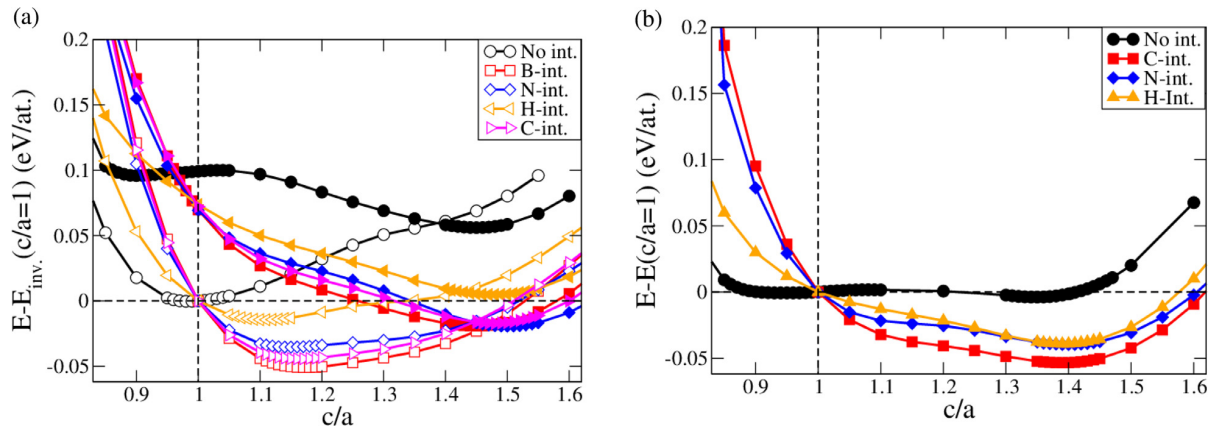 (a)
0.2
0.15
0.1
0.05
0
-0.05
E-E inv. (c/a=1) (eV/at.)
No int.
B-int.
N-int.
H-int.
C-int.
0.9 1 1.1 1.2 1.3 1.4 1.5 1.6
c/a
(b)
0.2
0.15
0.1
0.05
0
-0.05
E-E(c/a=1) (eV/at.)
No int.
C-int.
N-int.
H-Int.
0.9 1 1.1 1.2 1.3 1.4 1.5 1.6
c/a